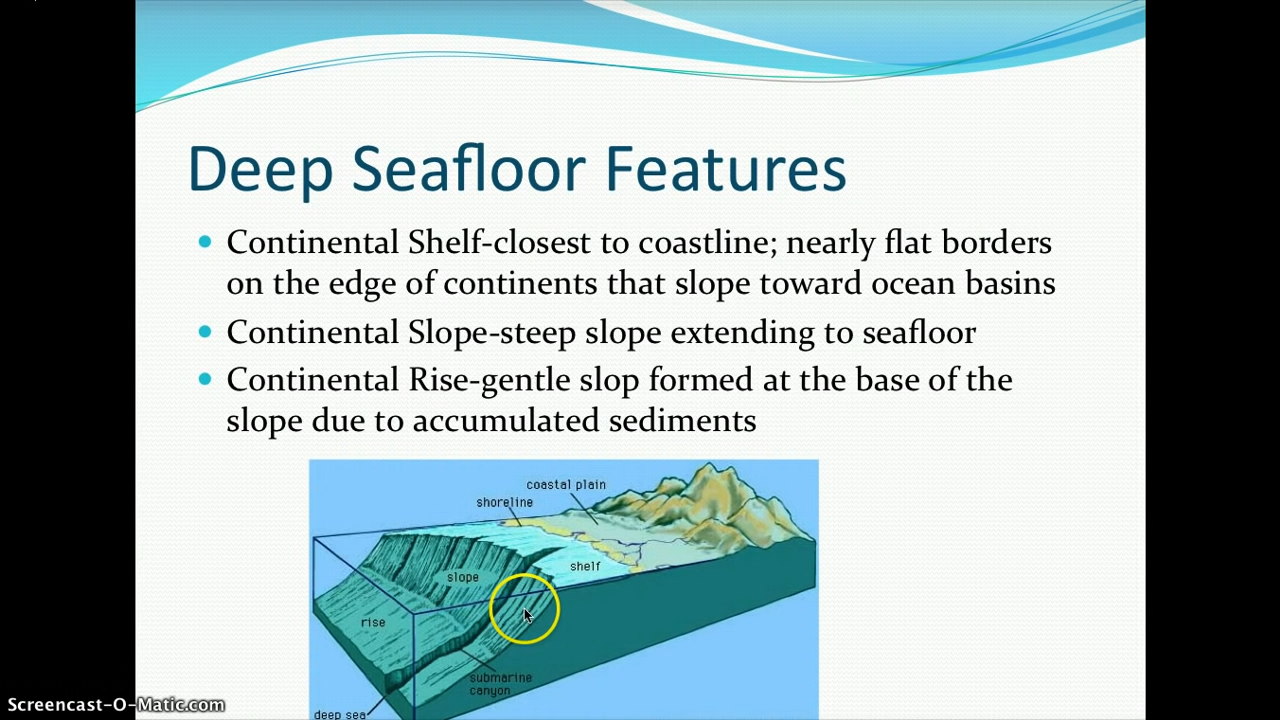 Deep Seafloor Features
Continental Shelf-closest to coastline; nearly flat borders
on the edge of continents that slope toward ocean basins
Continental Slope-steep slope extending to seafloor
Continental Rise-gentle slop formed at the base of the
slope due to accumulated sediments
coastal plain
shoreline
shelf
slope
rise
submarine
canyon
deep sea
Screencast-O-Matic.com